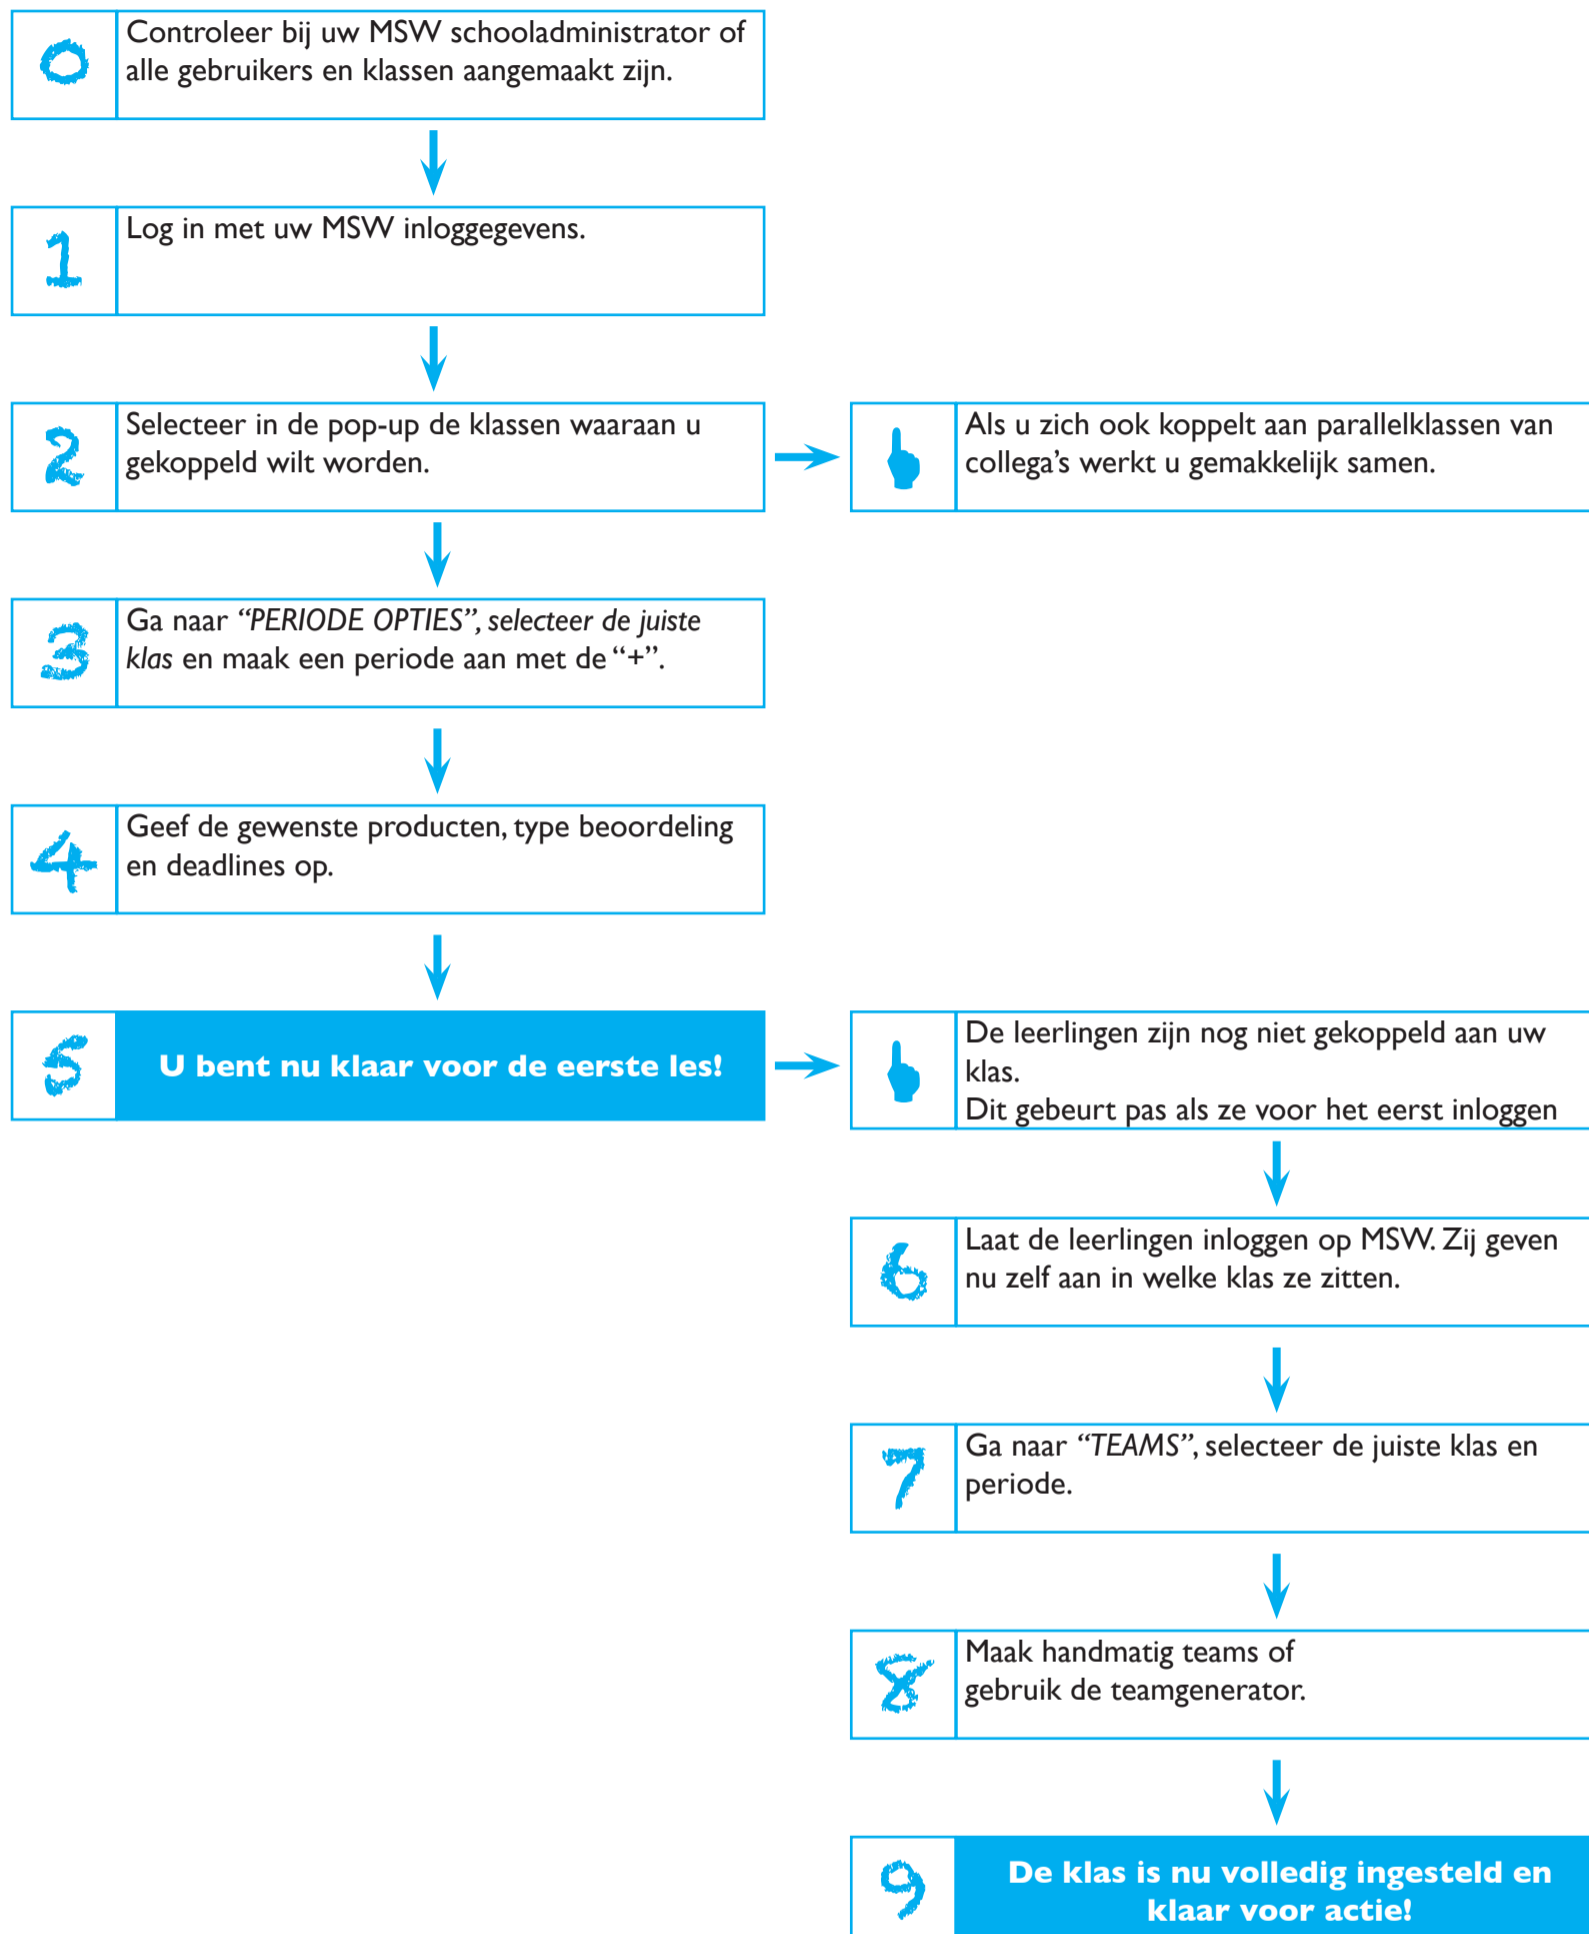 0
Controleer bij uw MSW schooladministrator of
alle gebruikers en klassen aangemaakt zijn.
1
Log in met uw MSW inloggegevens.
2
Selecteer in de pop-up de klassen waaraan u
gekoppeld wilt worden.
Als u zich ook koppelt aan parallelklassen van
collega’s werkt u gemakkelijk samen.
3
Ga naar “PERIODE OPTIES”, selecteer de juiste
klas en maak een periode aan met de “+”.
4
Geef de gewenste producten, type beoordeling
en deadlines op.
5
U bent nu klaar voor de eerste les!
De leerlingen zijn nog niet gekoppeld aan uw
klas.
Dit gebeurt pas als ze voor het eerst inloggen
6
Laat de leerlingen inloggen op MSW. Zij geven
nu zelf aan in welke klas ze zitten.
7
Ga naar “TEAMS”, selecteer de juiste klas en
periode.
8
Maak handmatig teams of
gebruik de teamgenerator.
9
De klas is nu volledig ingesteld en
klaar voor actie!